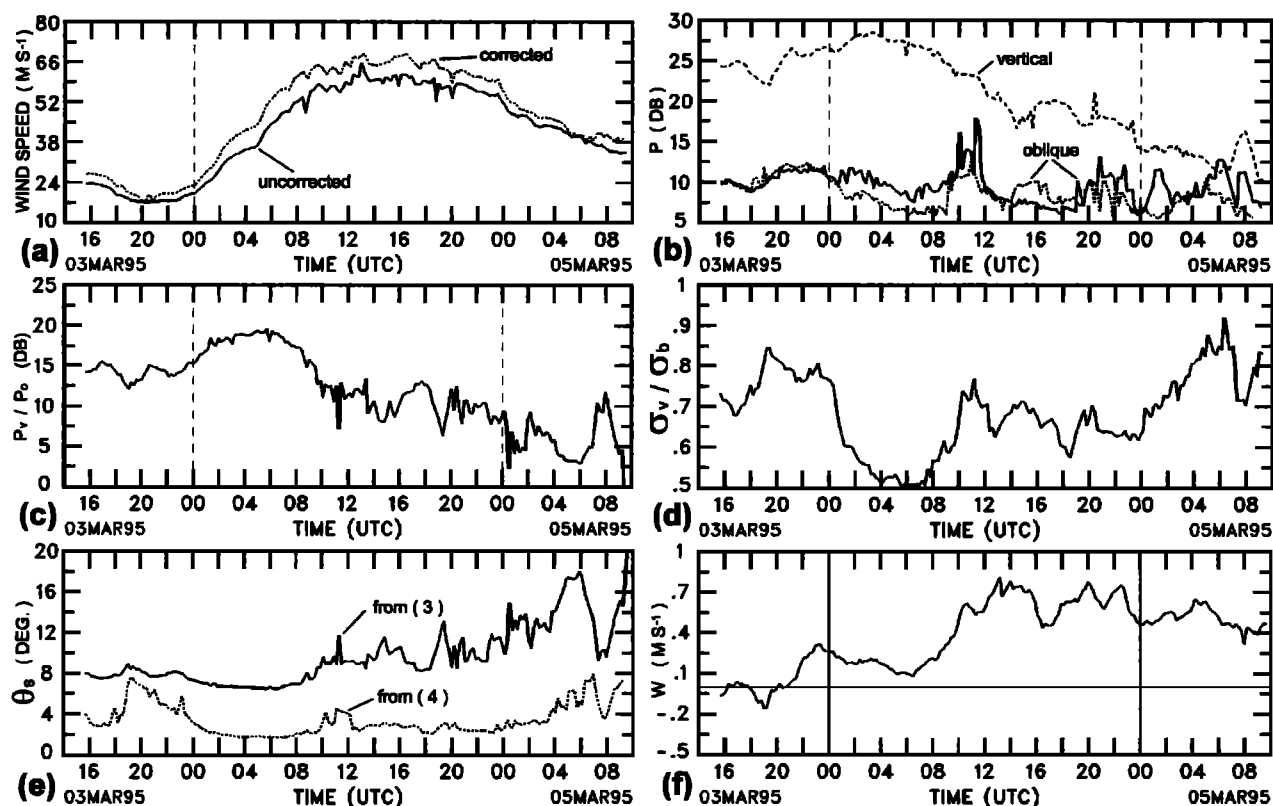 WIND SPEED (M S⁻¹)
80
66
52
38
24
10
corrected
uncorrected
16 20 00 04 08 12 16 20 00 04 08
(a)
03MAR95 TIME (UTC) 05MAR95
P (DB)
30
25
20
15
10
5
vertical
oblique
16 20 00 04 08 12 16 20 00 04 08
(b)
03MAR95 TIME (UTC) 05MAR95
Pᵥ / Pₒ (DB)
25
20
15
10
5
0
16 20 00 04 08 12 16 20 00 04 08
(c)
03MAR95 TIME (UTC) 05MAR95
σᵥ / σb
1
.9
.8
.7
.6
.5
16 20 00 04 08 12 16 20 00 04 08
(d)
03MAR95 TIME (UTC) 05MAR95
θₛ (DEG.)
20
16
12
8
4
0
from (3)
from (4)
16 20 00 04 08 12 16 20 00 04 08
(e)
03MAR95 TIME (UTC) 05MAR95
W (M S⁻¹)
1
.7
.4
.1
-.2
-.5
16 20 00 04 08 12 16 20 00 04 08
(f)
03MAR95 TIME (UTC) 05MAR95